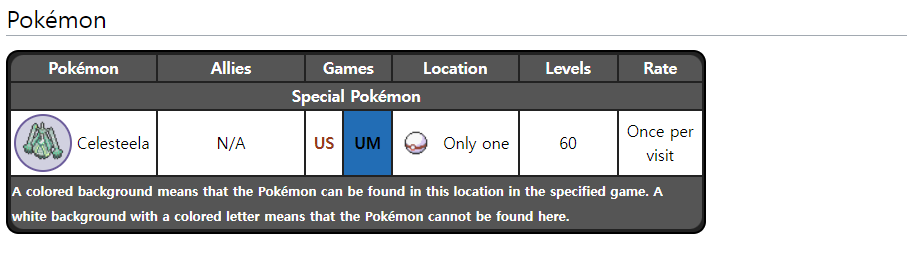 Pokémon
Pokémon Allies Games Location Levels Rate
Special Pokémon
Celesteela N/A US UM Only one 60 Once per
visit
A colored background means that the Pokémon can be found in this location in the specified game. A
white background with a colored letter means that the Pokémon cannot be found here.